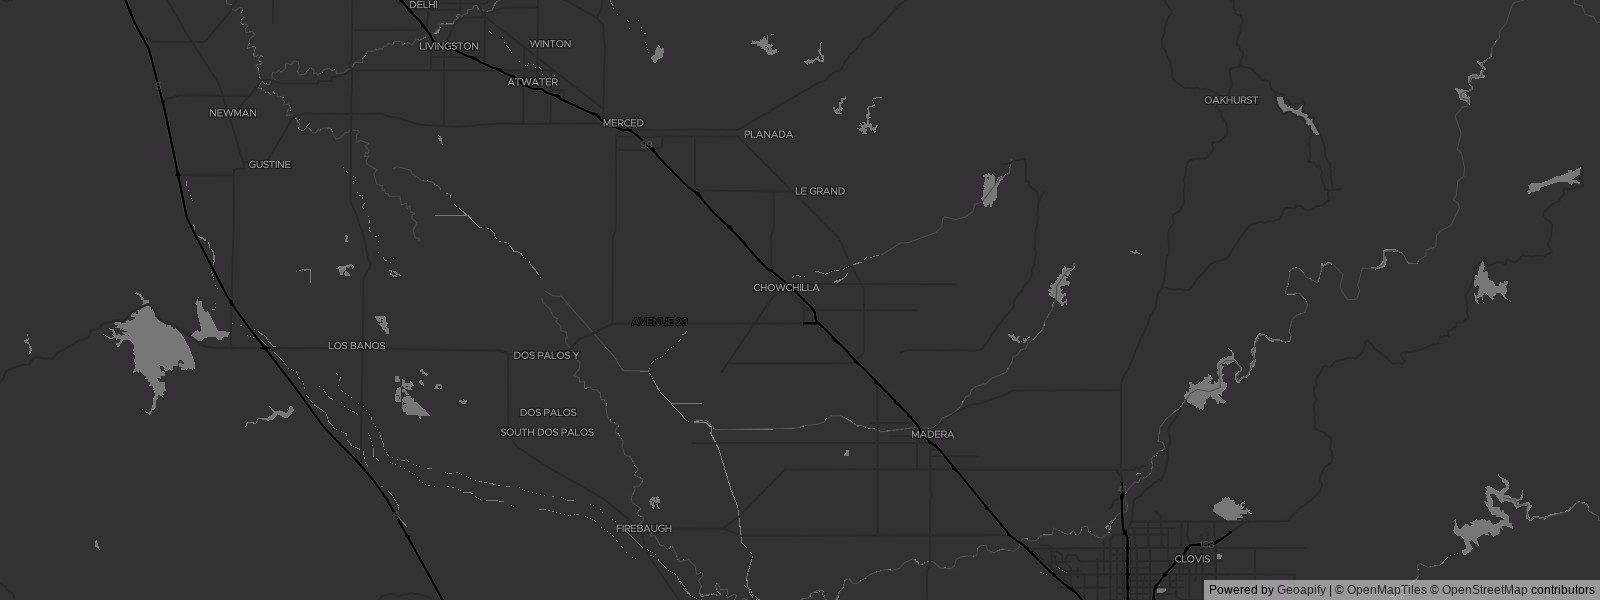 DELHI
LIVINGSTON
WINTON
ATWATER
NEWMAN
MERCED
PLANADA
OAKHURST
GUSTINE
LE GRAND
CHOWCHILLA
AVENUE 23
LOS BANOS
DOS PALOS Y
DOS PALOS
SOUTH DOS PALOS
MADERA
FIREBAUGH
CLOVIS
Powered by Geoapify | © OpenMapTiles © OpenStreetMap contributors